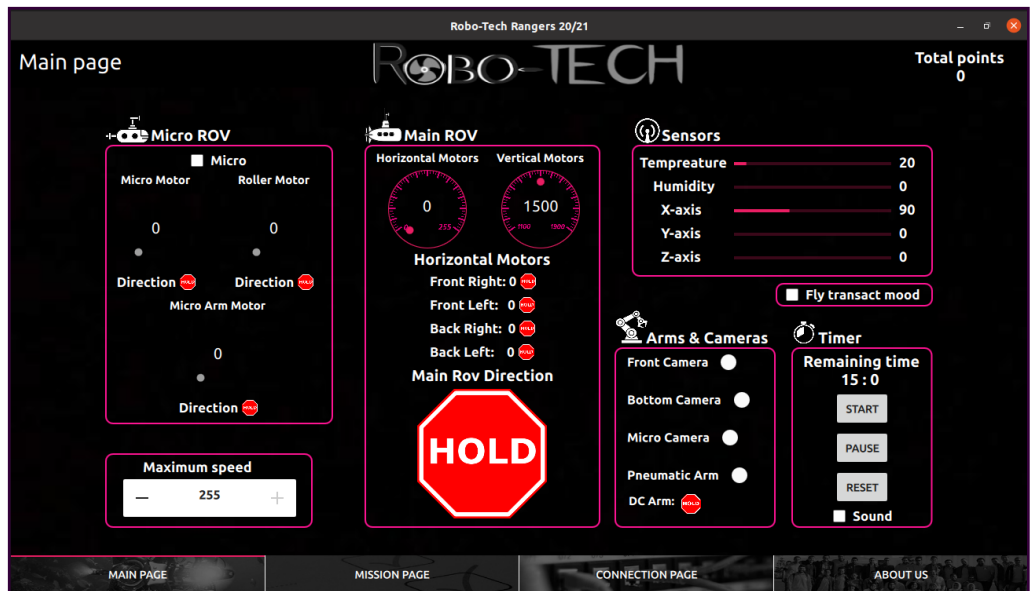 Robo-Tech Rangers 20/21
Main page
ROBO-TECH
Total points
0
Micro ROV
Micro
Micro Motor Roller Motor
0 0
Direction HOLD Direction HOLD
Micro Arm Motor
0
Direction HOLD
Maximum speed
— 255 +
Main ROV
Horizontal Motors Vertical Motors
0 1500
0 255 1100 1900
Horizontal Motors
Front Right: 0 HOLD
Front Left: 0 HOLD
Back Right: 0 HOLD
Back Left: 0 HOLD
Main Rov Direction
HOLD
Sensors
Tempreature 20
Humidity 0
X-axis 90
Y-axis 0
Z-axis 0
Fly transact mood
Arms & Cameras
Front Camera
Bottom Camera
Micro Camera
Pneumatic Arm
DC Arm: HOLD
Timer
Remaining time
15 : 0
START
PAUSE
RESET
Sound
MAIN PAGE MISSION PAGE CONNECTION PAGE ABOUT US